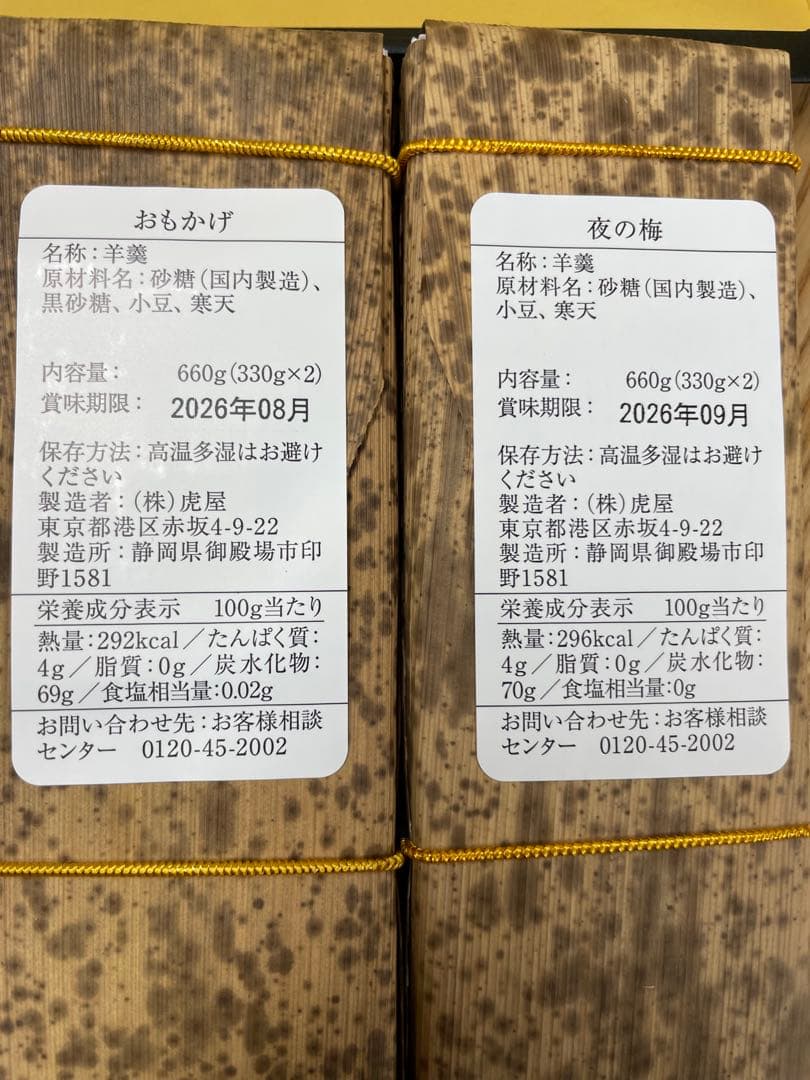 おもかげ
名称：羊羹
原材料名：砂糖（国内製造）、
黒砂糖、小豆、寒天
内容量： 660g（330g×2）
賞味期限： 2026年08月
保存方法：高温多湿はお避け
ください
製造者：（株）虎屋
東京都港区赤坂4-9-22
製造所：静岡県御殿場市印
野1581
栄養成分表示 100g当たり
熱量：292kcal／たんぱく質：
4g／脂質：0g／炭水化物：
69g／食塩相当量：0.02g
お問い合わせ先：お客様相談
センター 0120-45-2002
夜の梅
名称：羊羹
原材料名：砂糖（国内製造）、
小豆、寒天
内容量： 660g（330g×2）
賞味期限： 2026年09月
保存方法：高温多湿はお避け
ください
製造者：（株）虎屋
東京都港区赤坂4-9-22
製造所：静岡県御殿場市印
野1581
栄養成分表示 100g当たり
熱量：296kcal／たんぱく質：
4g／脂質：0g／炭水化物：
70g／食塩相当量：0g
お問い合わせ先：お客様相談
センター 0120-45-2002